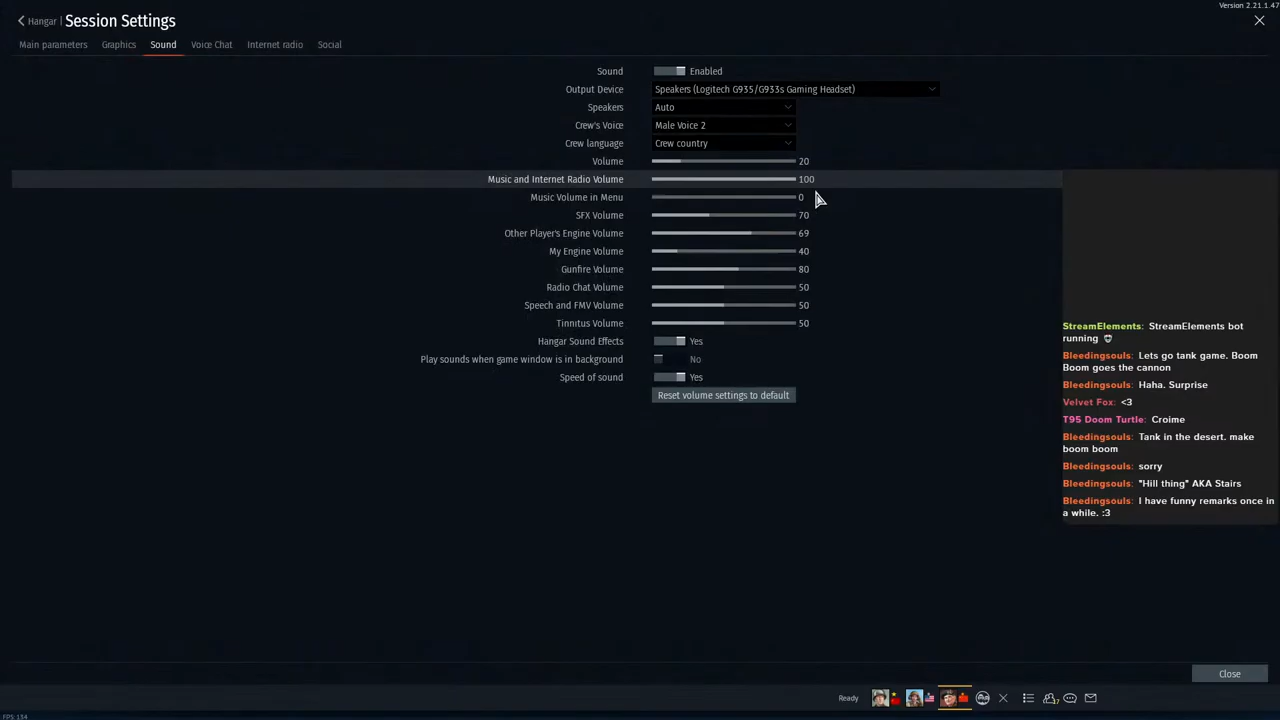 Version 2.21.1.47
Hangar | Session Settings
Main parameters Graphics Sound Voice Chat Internet radio Social
Sound Enabled
Output Device Speakers (Logitech G935/G933s Gaming Headset)
Speakers Auto
Crew's Voice Male Voice 2
Crew language Crew country
Volume 20
Music and Internet Radio Volume 100
Music Volume in Menu 0
SFX Volume 70
Other Player's Engine Volume 69
My Engine Volume 40
Gunfire Volume 80
Radio Chat Volume 50
Speech and FMV Volume 50
Tinnitus Volume 50
Hangar Sound Effects Yes
Play sounds when game window is in background No
Speed of sound Yes
Reset volume settings to default
StreamElements: StreamElements bot
running
Bleedingsouls: Lets go tank game. Boom
Boom goes the cannon
Bleedingsouls: Haha. Surprise
Velvet Fox: <3
T95 Doom Turtle: Croime
Bleedingsouls: Tank in the desert. make
boom boom
Bleedingsouls: sorry
Bleedingsouls: "Hill thing" AKA Stairs
Bleedingsouls: I have funny remarks once in
a while. :3
Close
Ready
FPS: 134